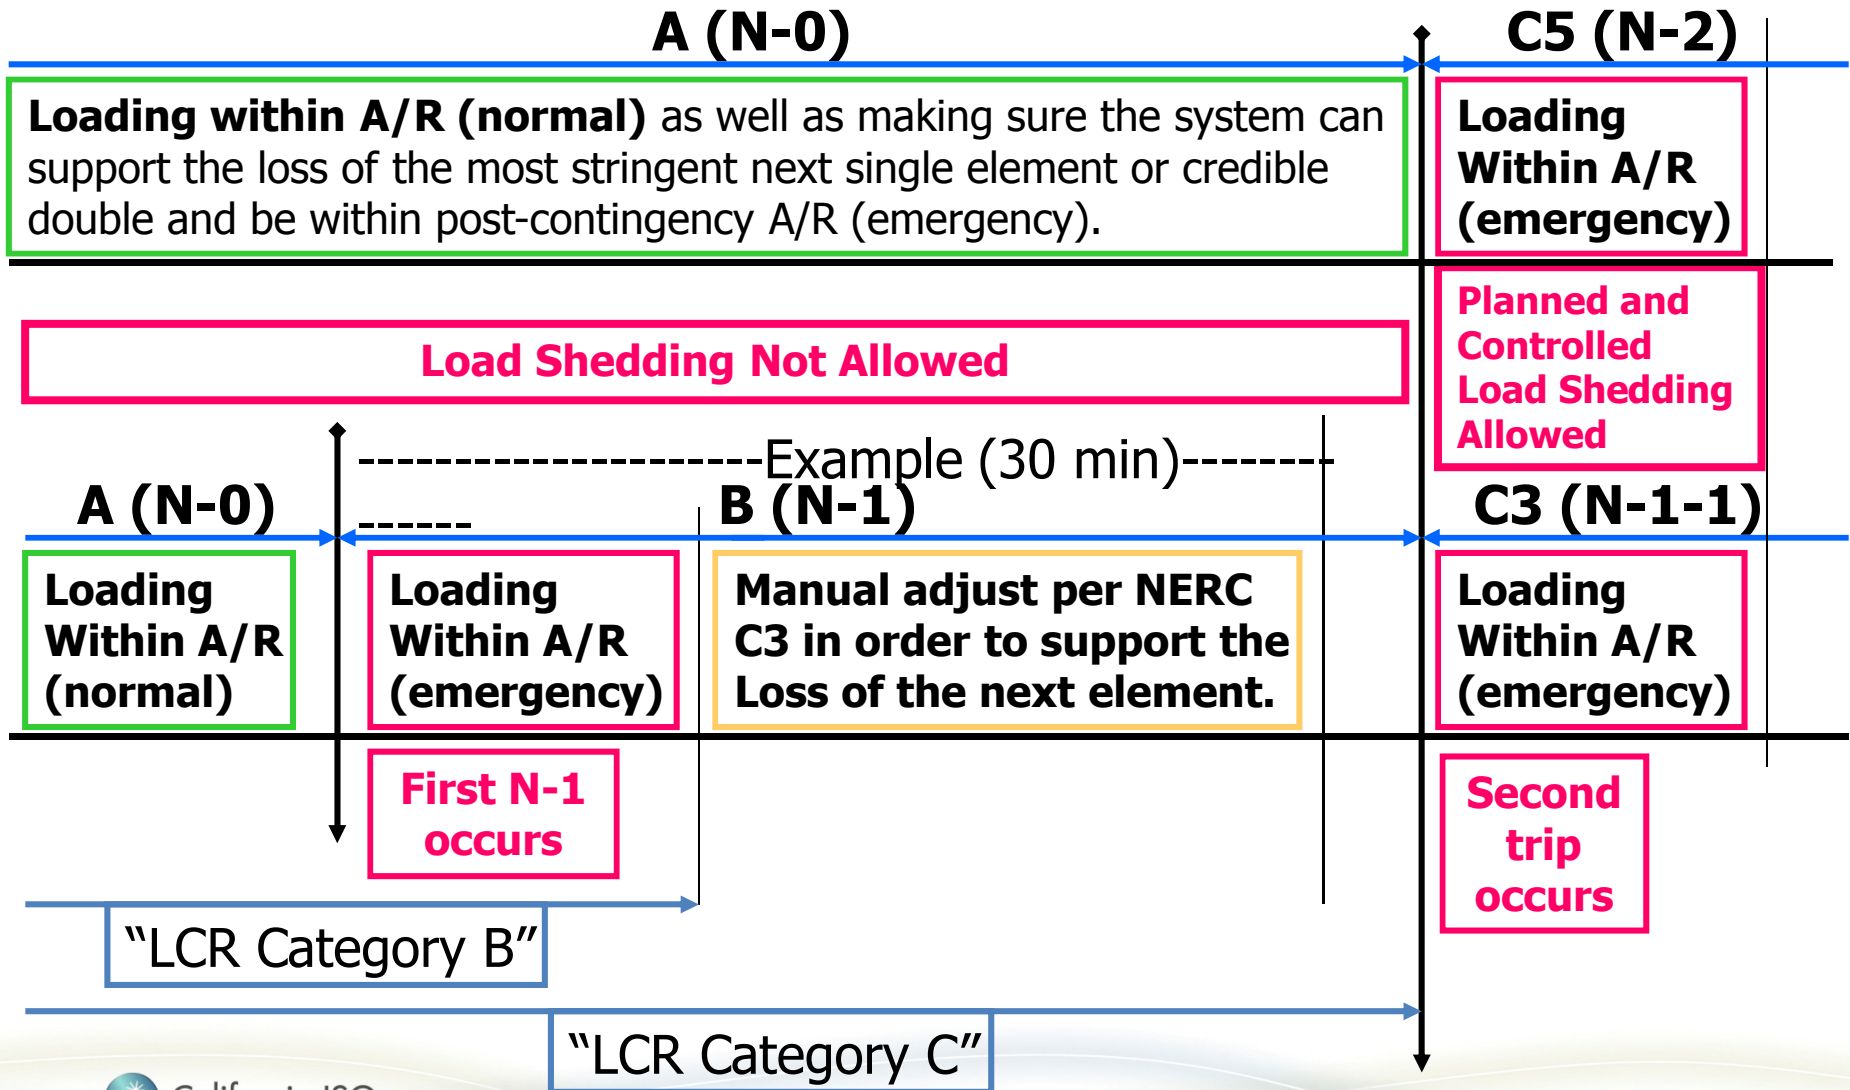 A (N-0)
C5 (N-2)
Loading within A/R (normal) as well as making sure the system can
support the loss of the most stringent next single element or credible
double and be within post-contingency A/R (emergency).
Loading
Within A/R
(emergency)
Load Shedding Not Allowed
Planned and
Controlled
Load Shedding
Allowed
Example (30 min)
A (N-0)
B (N-1)
C3 (N-1-1)
Loading
Within A/R
(normal)
Loading
Within A/R
(emergency)
Manual adjust per NERC
C3 in order to support the
Loss of the next element.
Loading
Within A/R
(emergency)
First N-1
occurs
Second
trip
occurs
“LCR Category B”
“LCR Category C”
California ISO